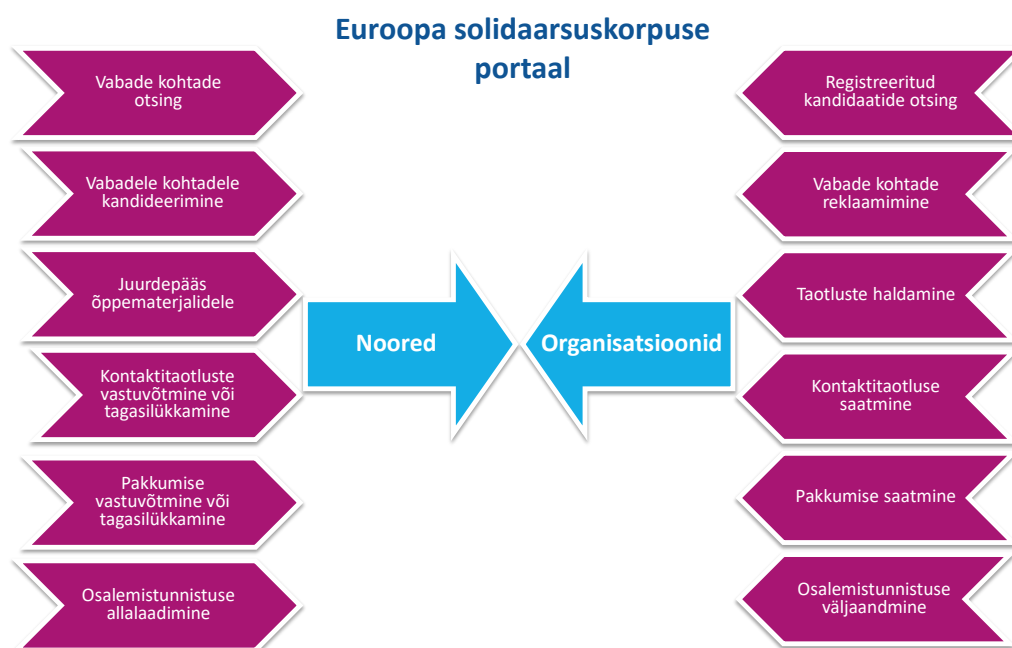 Euroopa solidaarsuskorpuse
portaal
Vabade kohtade
otsing
Vabadele kohtadele
kandideerimine
Juurdepääs
õppematerjalidele
Kontaktitaotluste
vastuvõtmine või
tagasilükkamine
Pakkumise
vastuvõtmine või
tagasilükkamine
Osalemistunnistuse
allalaadimine
Noored
Organisatsioonid
Registreeritud
kandidaatide otsing
Vabade kohtade
reklaamimine
Taotluste haldamine
Kontaktitaotluse
saatmine
Pakkumise saatmine
Osalemistunnistuse
väljaandmine